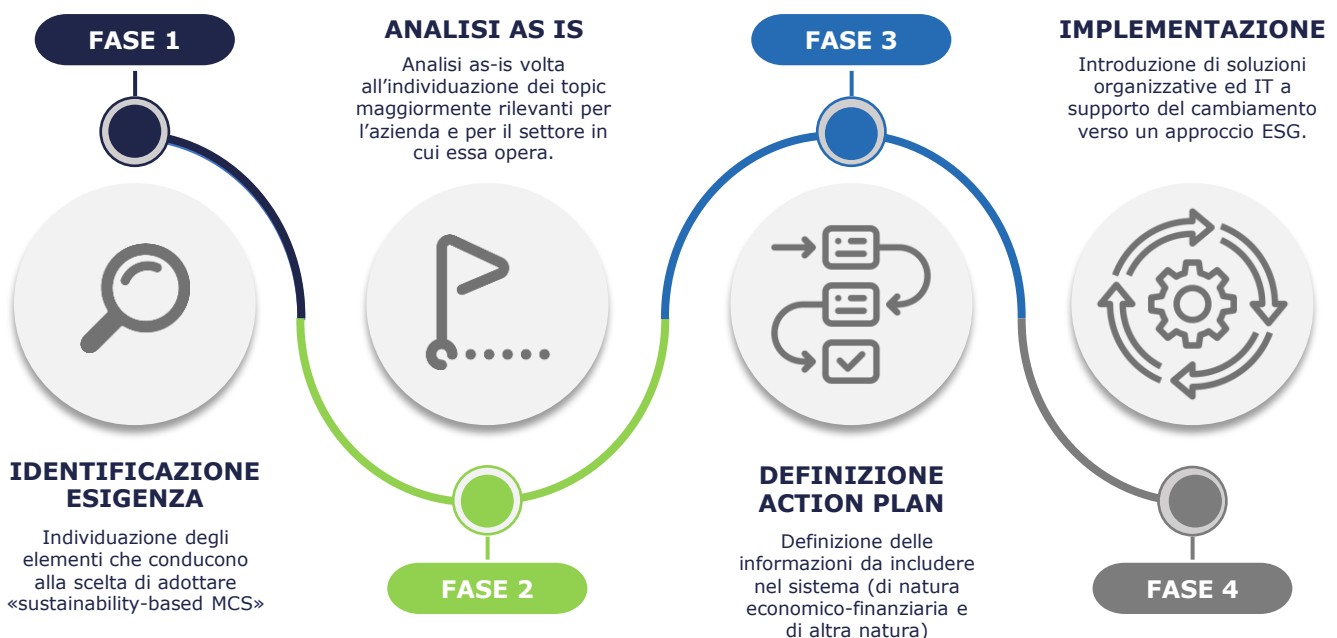 FASE 1
IDENTIFICAZIONE
ESIGENZA
Individuazione degli
elementi che conducono
alla scelta di adottare
«sustainability-based MCS»
ANALISI AS IS
Analisi as-is volta
all’individuazione dei topic
maggiormente rilevanti per
l’azienda e per il settore in
cui essa opera.
FASE 2
FASE 3
DEFINIZIONE
ACTION PLAN
Definizione delle
informazioni da includere
nel sistema (di natura
economico-finanziaria e
di altra natura)
IMPLEMENTAZIONE
Introduzione di soluzioni
organizzative ed IT a
supporto del cambiamento
verso un approccio ESG.
FASE 4